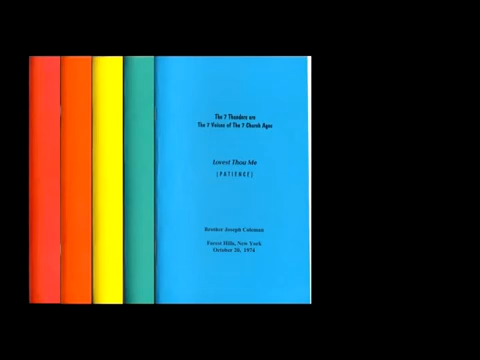 The 7 Thunders are
The 7 Voices of The 7 Church Ages
Lovest Thou Me
[PATIENCE]
Brother Joseph Coleman
Forest Hills, New York
October 20, 1974